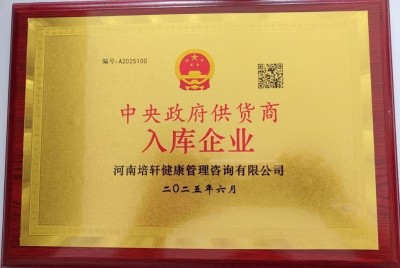 编号:A2025100
中央政府供货商
入库企业
河南培轩健康管理咨询有限公司
二〇二五年六月